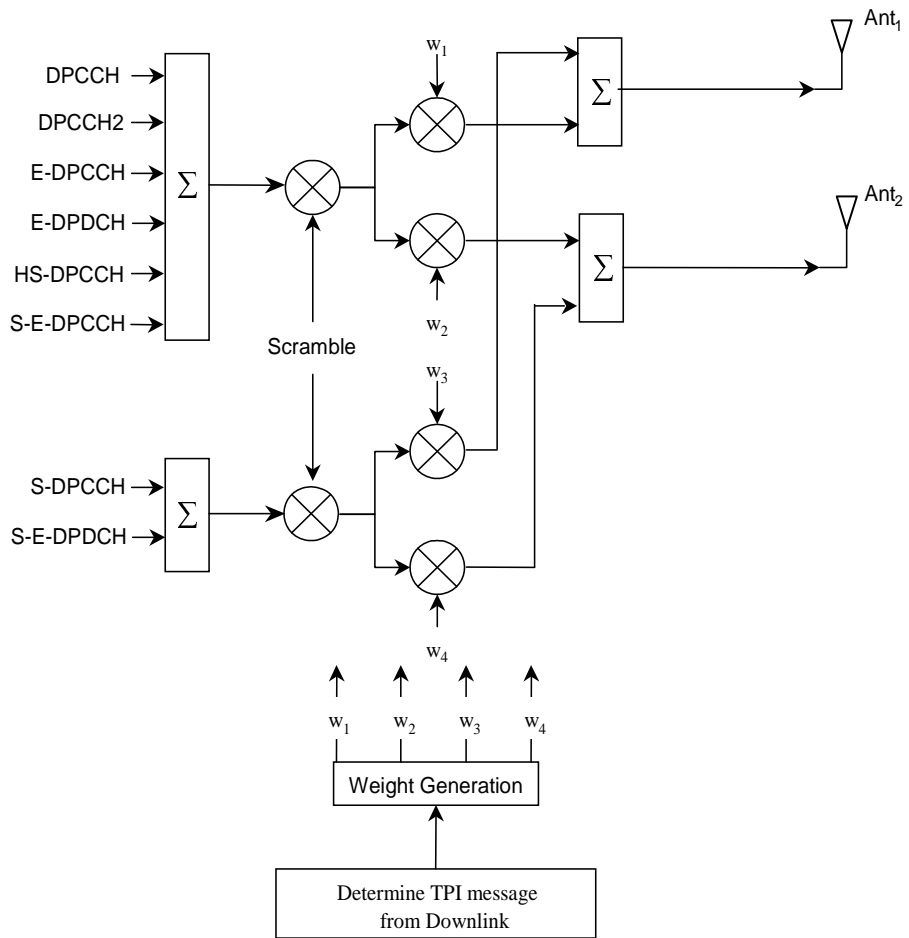 Ant1
w1
DPCCH
Σ
DPCCH2
E-DPCCH
Σ
Ant2
E-DPDCH
Σ
HS-DPCCH
S-E-DPCCH
w2
Scramble
w3
S-DPCCH
Σ
S-E-DPDCH
w4
w1 w2 w3 w4
Weight Generation
Determine TPI message
from Downlink